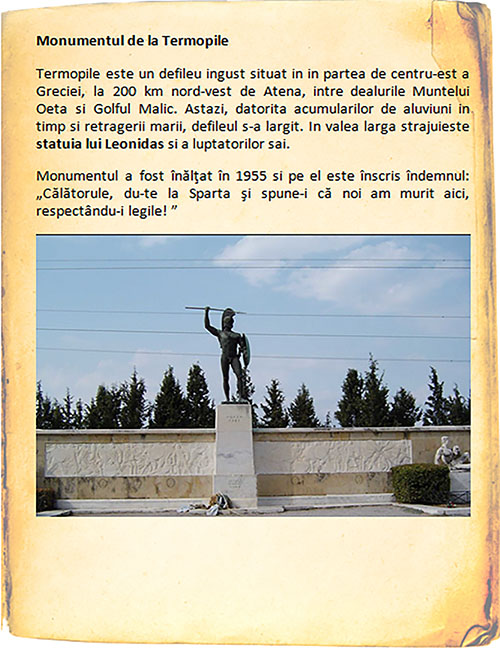 Monumentul de la Termopile
Termopile este un defileu ingust situat in in partea de centru-est a
Greciei, la 200 km nord-vest de Atena, intre dealurile Muntelui
Oeta si Golful Malic. Astazi, datorita acumularilor de aluviuni in
timp si retragerii marii, defileul s-a largit. In valea larga strajuieste
statuia lui Leonidas si a luptatorilor sai.
Monumentul a fost înălţat în 1955 si pe el este înscris îndemnul:
„Călătorule, du-te la Sparta şi spune-i că noi am murit aici,
respectându-i legile! ”